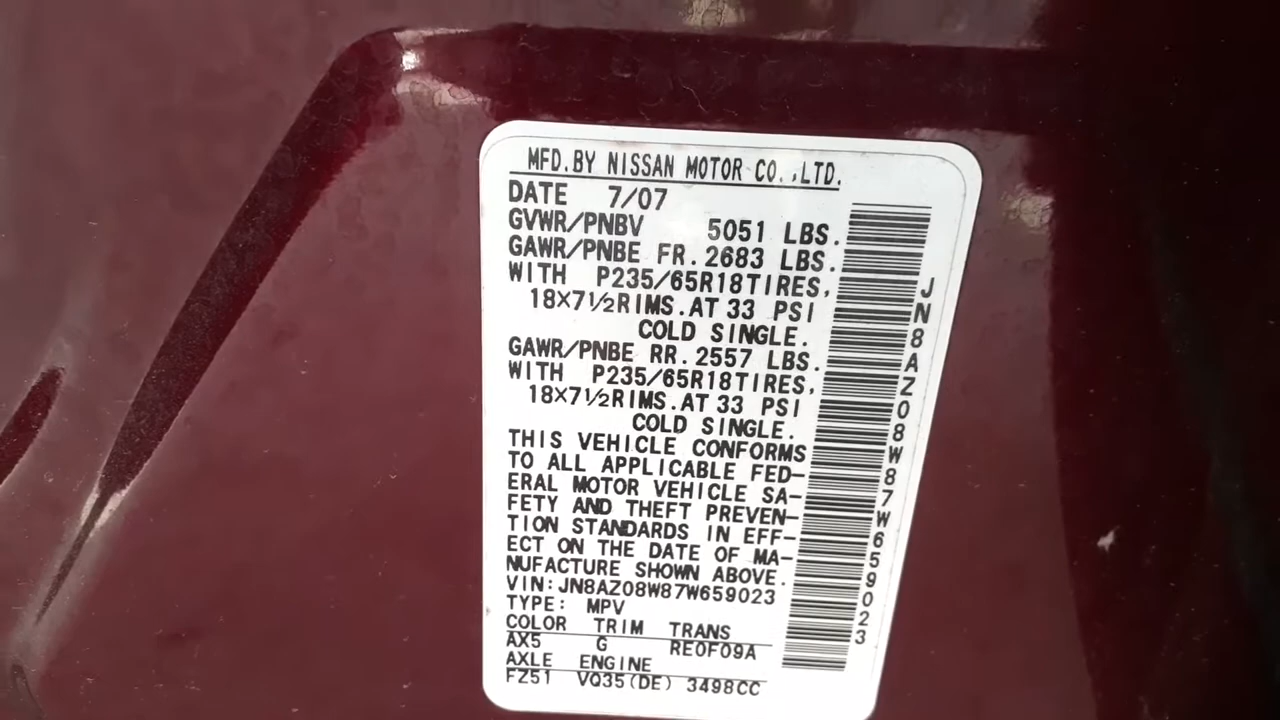 MFD.BY NISSAN MOTOR CO.,LTD.
DATE 7/07
GVWR/PNBV 5051 LBS.
GAWR/PNBE FR.2683 LBS.
WITH P235/65R18TIRES,
18×7½RIMS.AT 33 PSI
COLD SINGLE.
GAWR/PNBE RR.2557 LBS.
WITH P235/65R18TIRES,
18×7½RIMS.AT 33 PSI
COLD SINGLE.
THIS VEHICLE CONFORMS
TO ALL APPLICABLE FED-
ERAL MOTOR VEHICLE SA-
FETY AND THEFT PREVEN-
TION STANDARDS IN EFF-
ECT ON THE DATE OF MA-
NUFACTURE SHOWN ABOVE.
VIN:JN8AZ08W87W659023
TYPE: MPV
COLOR TRIM TRANS
AX5 G RE0F09A
AXLE ENGINE
FZ51 VQ35(DE) 3498CC
JN8AZ08W87W659023